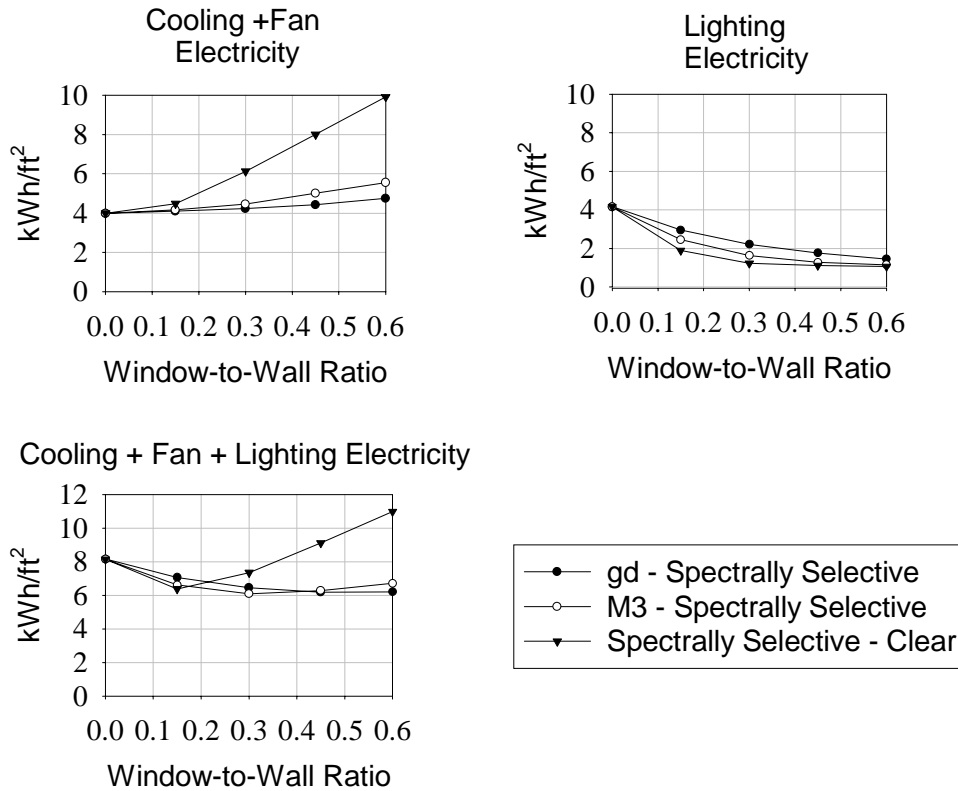 Cooling +Fan
Electricity
10
8
6
4
2
0
kWh/ft²
0.0 0.1 0.2 0.3 0.4 0.5 0.6
Window-to-Wall Ratio
Lighting
Electricity
10
8
6
4
2
0
kWh/ft²
0.0 0.1 0.2 0.3 0.4 0.5 0.6
Window-to-Wall Ratio
Cooling + Fan + Lighting Electricity
12
10
8
6
4
2
0
kWh/ft²
0.0 0.1 0.2 0.3 0.4 0.5 0.6
Window-to-Wall Ratio
gd - Spectrally Selective
M3 - Spectrally Selective
Spectrally Selective - Clear